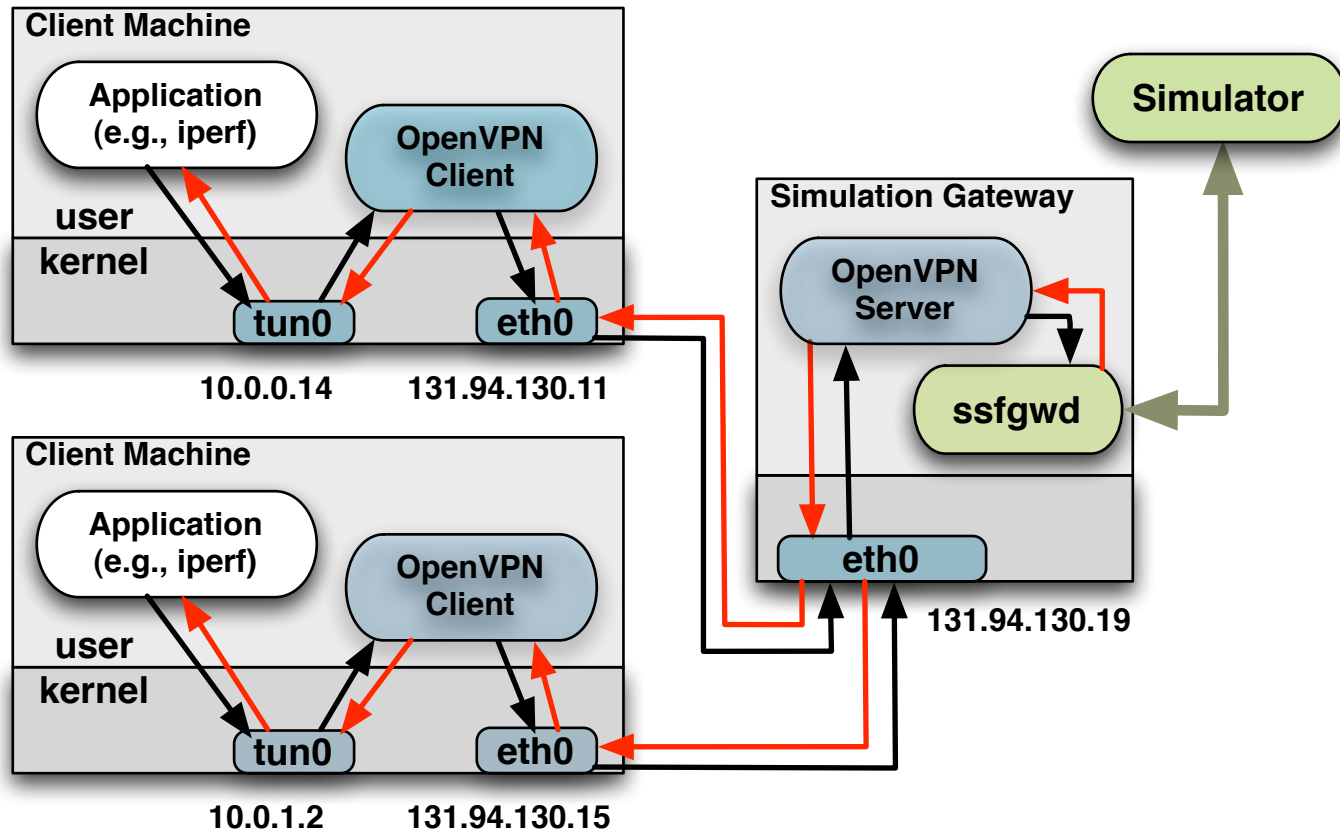 Client Machine
Application
(e.g., iperf)
OpenVPN
Client
user
kernel
tun0
eth0
10.0.0.14
131.94.130.11
Client Machine
Application
(e.g., iperf)
OpenVPN
Client
user
kernel
tun0
eth0
10.0.1.2
131.94.130.15
Simulator
Simulation Gateway
OpenVPN
Server
ssfgwd
eth0
131.94.130.19